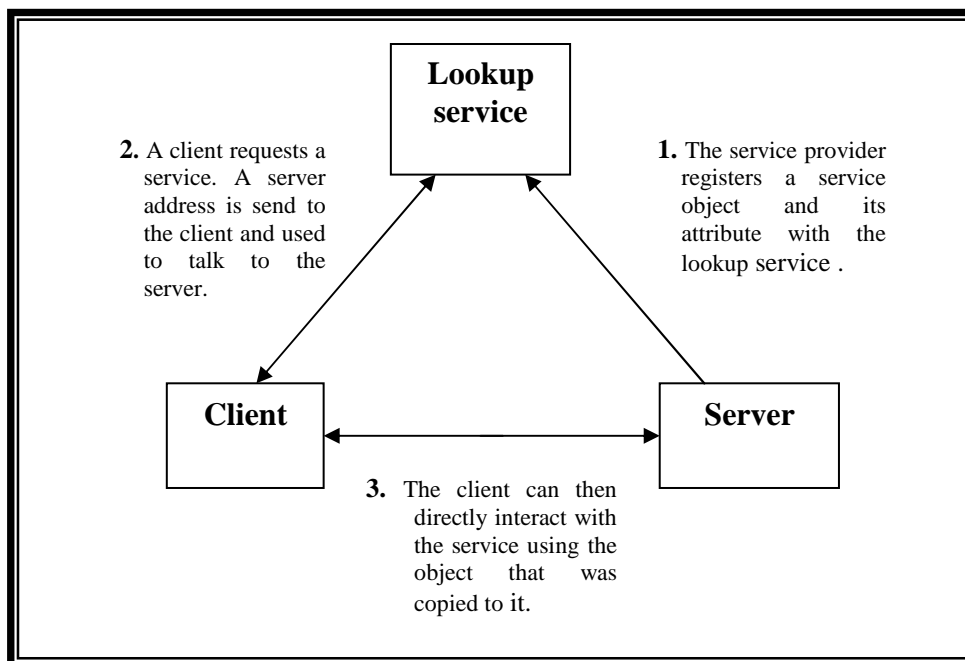 Lookup
service
2. A client requests a
service. A server
address is send to
the client and used
to talk to the
server.
1. The service provider
registers a service
object and its
attribute with the
lookup service .
Client
Server
3. The client can then
directly interact with
the service using the
object that was
copied to it.